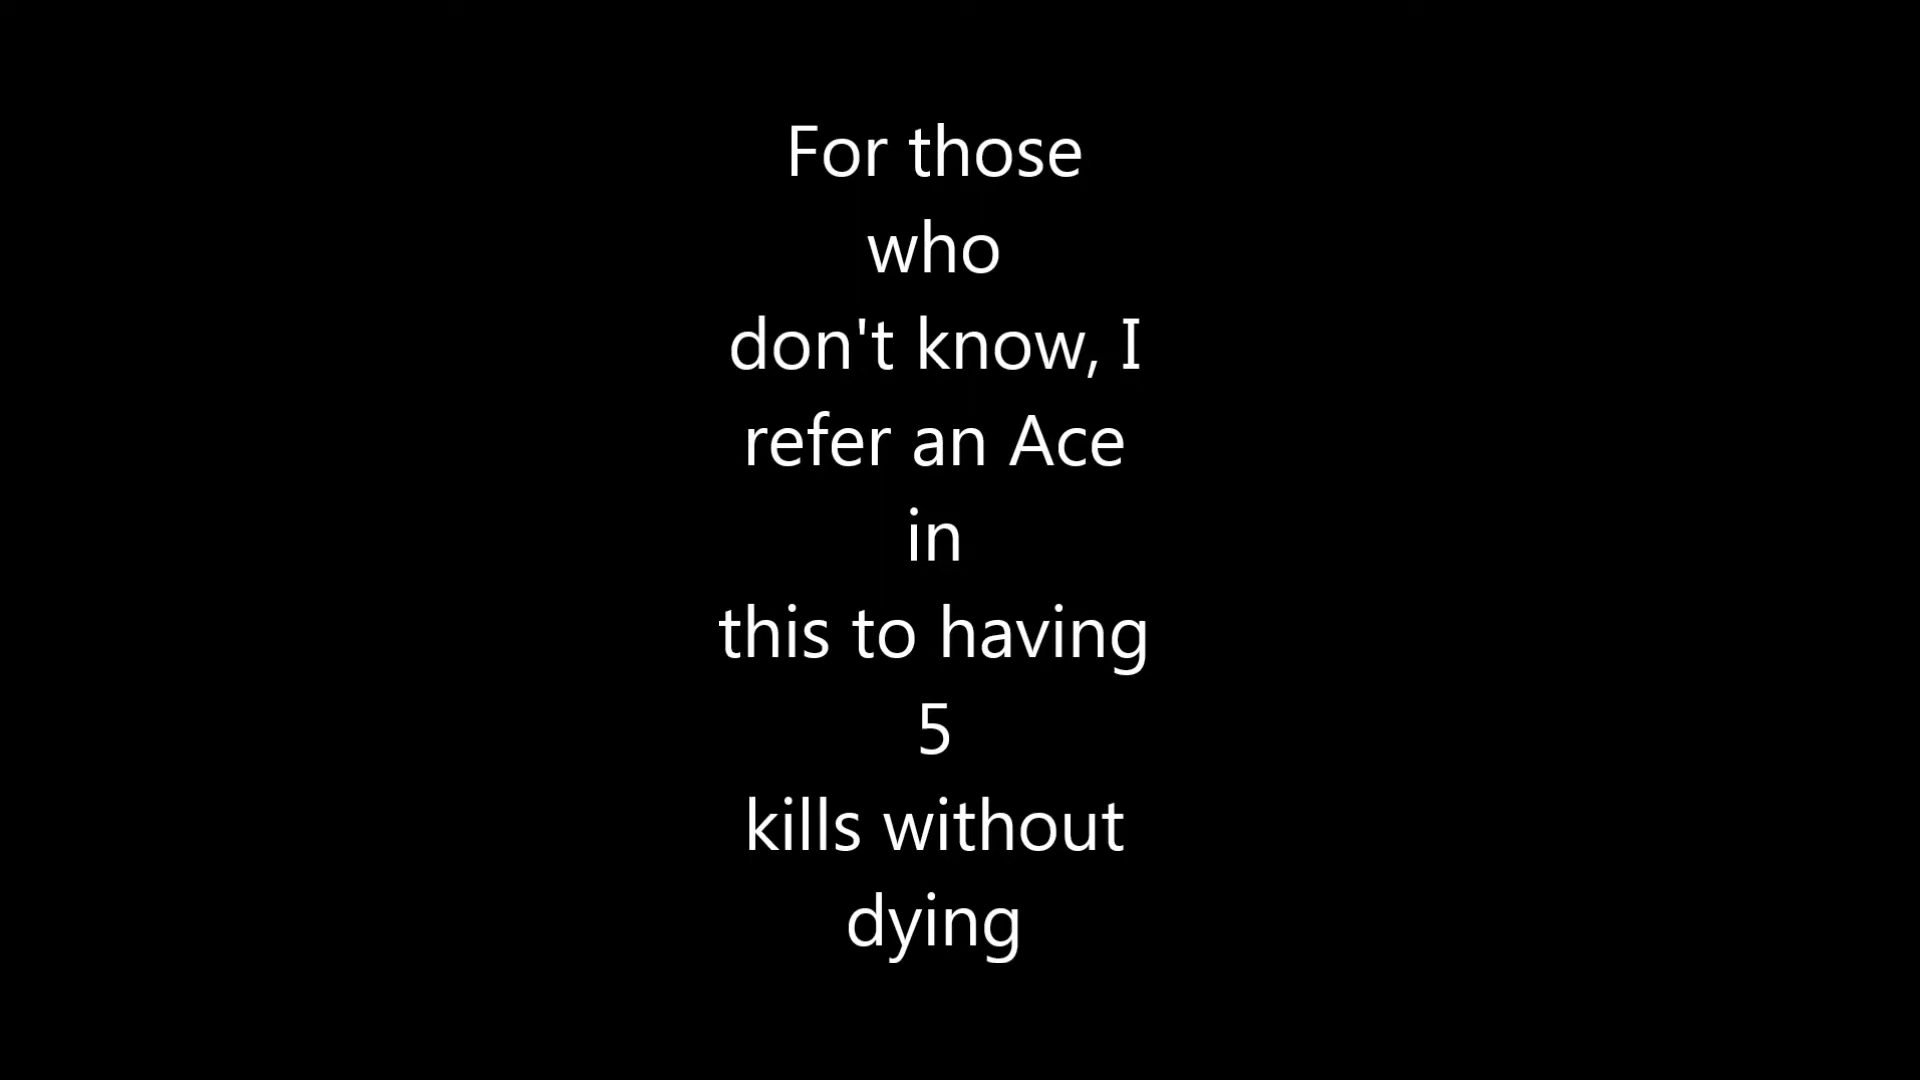 For those
who
don't know, I
refer an Ace
in
this to having
5
kills without
dying